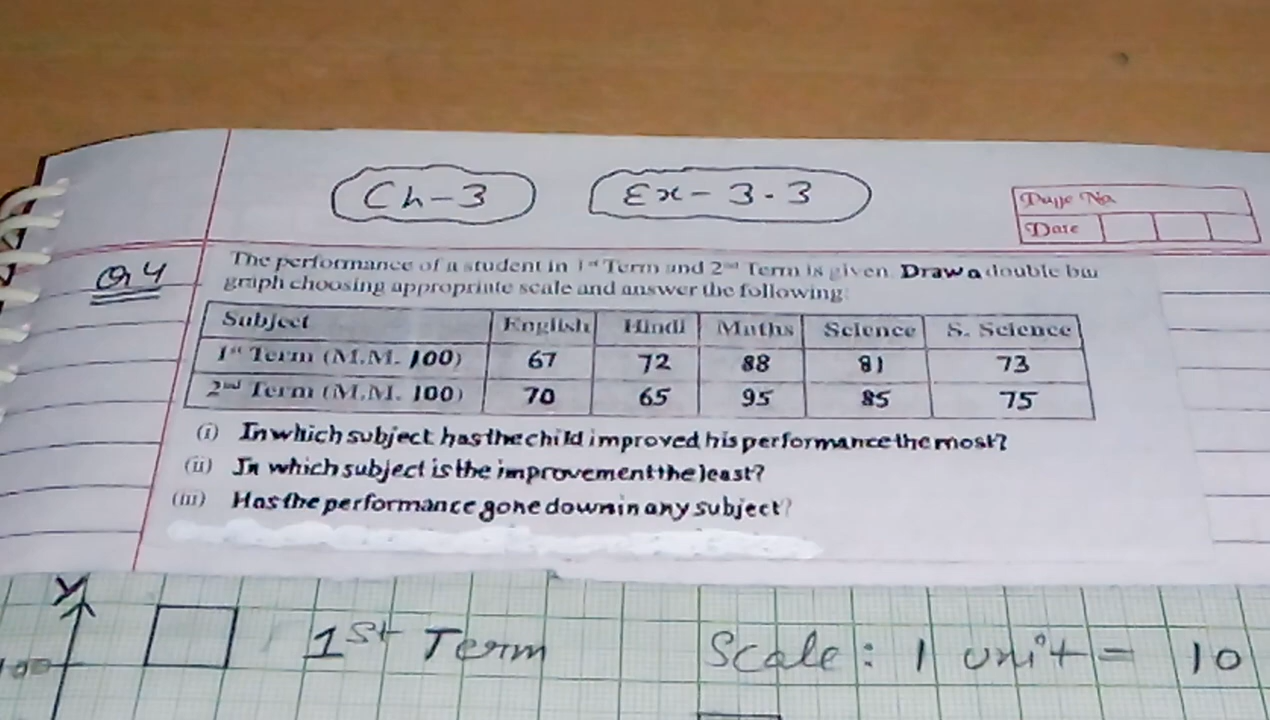 Ch-3 Ex-3.3
Page No.
Date
Q4 The performance of a student in 1st Term and 2nd Term is given. Draw a double bar
graph choosing appropriate scale and answer the following:
Subject English Hindi Maths Science S. Science
1st Term (M.M. 100) 67 72 88 81 73
2nd Term (M.M. 100) 70 65 95 85 75
(i) In which subject has the child improved his performance the most?
(ii) In which subject is the improvement the least?
(iii) Has the performance gone down in any subject?
Y
1st Term Scale: 1 unit = 10
100